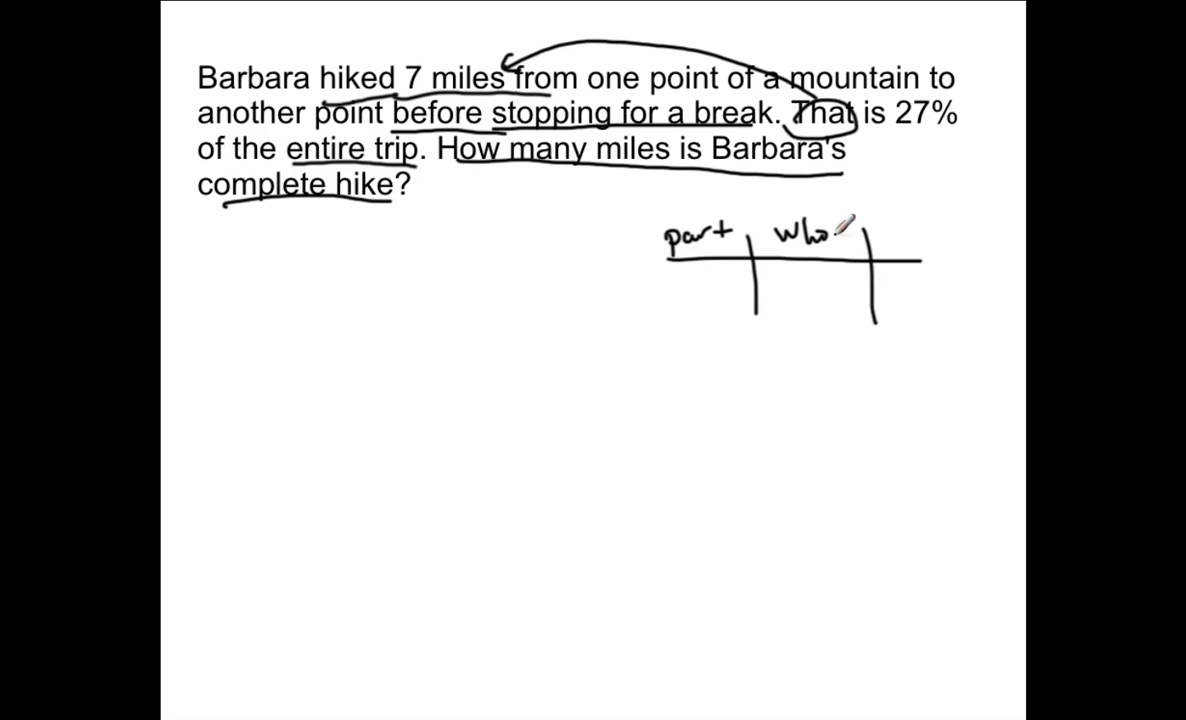 Barbara hiked 7 miles from one point of a mountain to
another point before stopping for a break. That is 27%
of the entire trip. How many miles is Barbara's
complete hike?
part who